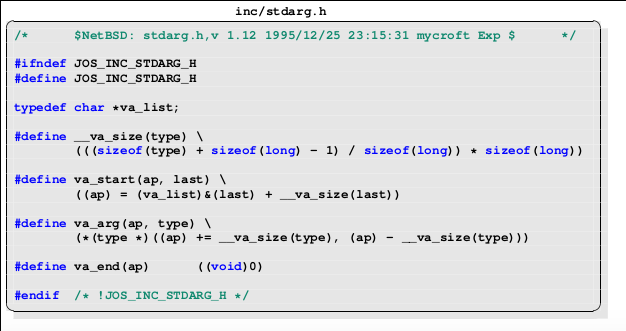 inc/stdarg.h
/*      $NetBSD: stdarg.h,v 1.12 1995/12/25 23:15:31 mycroft Exp $      */
#ifndef JOS_INC_STDARG_H
#define JOS_INC_STDARG_H
typedef char *va_list;
#define __va_size(type) \
        (((sizeof(type) + sizeof(long) - 1) / sizeof(long)) * sizeof(long))
#define va_start(ap, last) \
        ((ap) = (va_list)&(last) + __va_size(last))
#define va_arg(ap, type) \
        (*(type *)((ap) += __va_size(type), (ap) - __va_size(type)))
#define va_end(ap)      ((void)0)
#endif  /* !JOS_INC_STDARG_H */